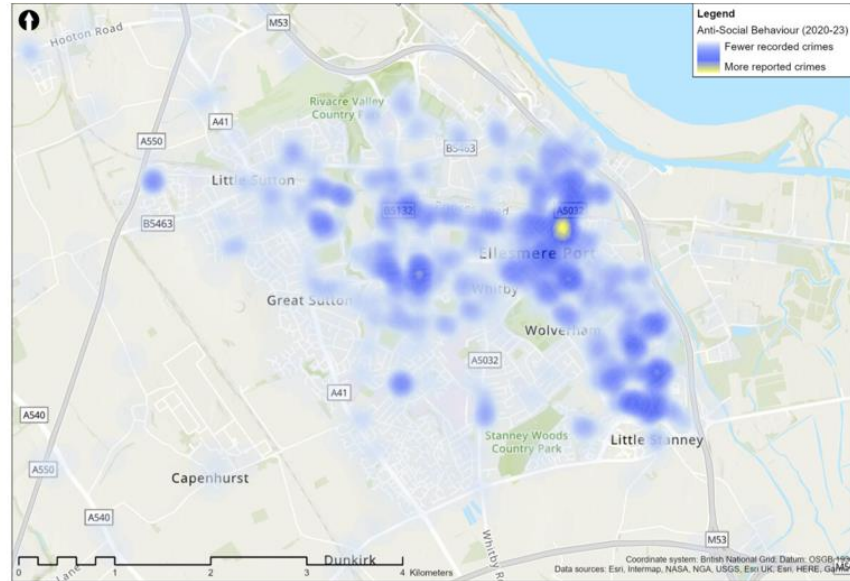 Legend
Anti-Social Behaviour (2020-23)
Fewer recorded crimes
More reported crimes
M53
Hooton Road
Rivacre Valley
Country
A41
A550
B5463
Little Sutton
B5132
A5032
B5463
Ellesmere Port
Whitby
Great Sutton
Wolverham
A5032
A41
A540
Stanney Woods
Country Park
Little Stanney
A550
Capenhurst
A540
M53
Whitby
Dunkirk
Lane
0 1 2 3 4
Kilometers
Coordinate system: British National Grid. Datum: OSGB
Data sources: Esri, Intermap, NASA, NGA, USGS, Esri UK, Esri, HERE,